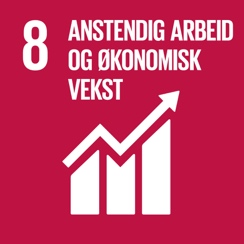 8 ANSTENDIG ARBEID
OG ØKONOMISK
VEKST